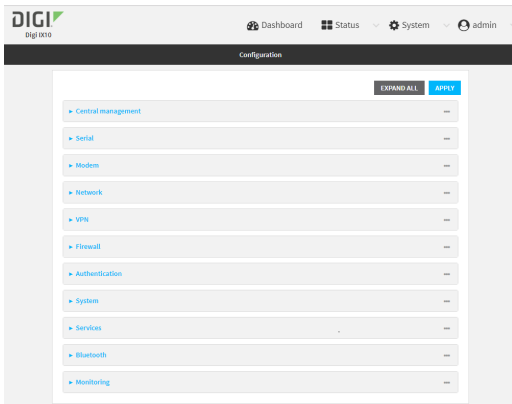 DIGI
Digi IX10
Dashboard
Status
System
admin
Configuration
EXPAND ALL
APPLY
Central management
Serial
Modem
Network
VPN
Firewall
Authentication
System
Services
Bluetooth
Monitoring